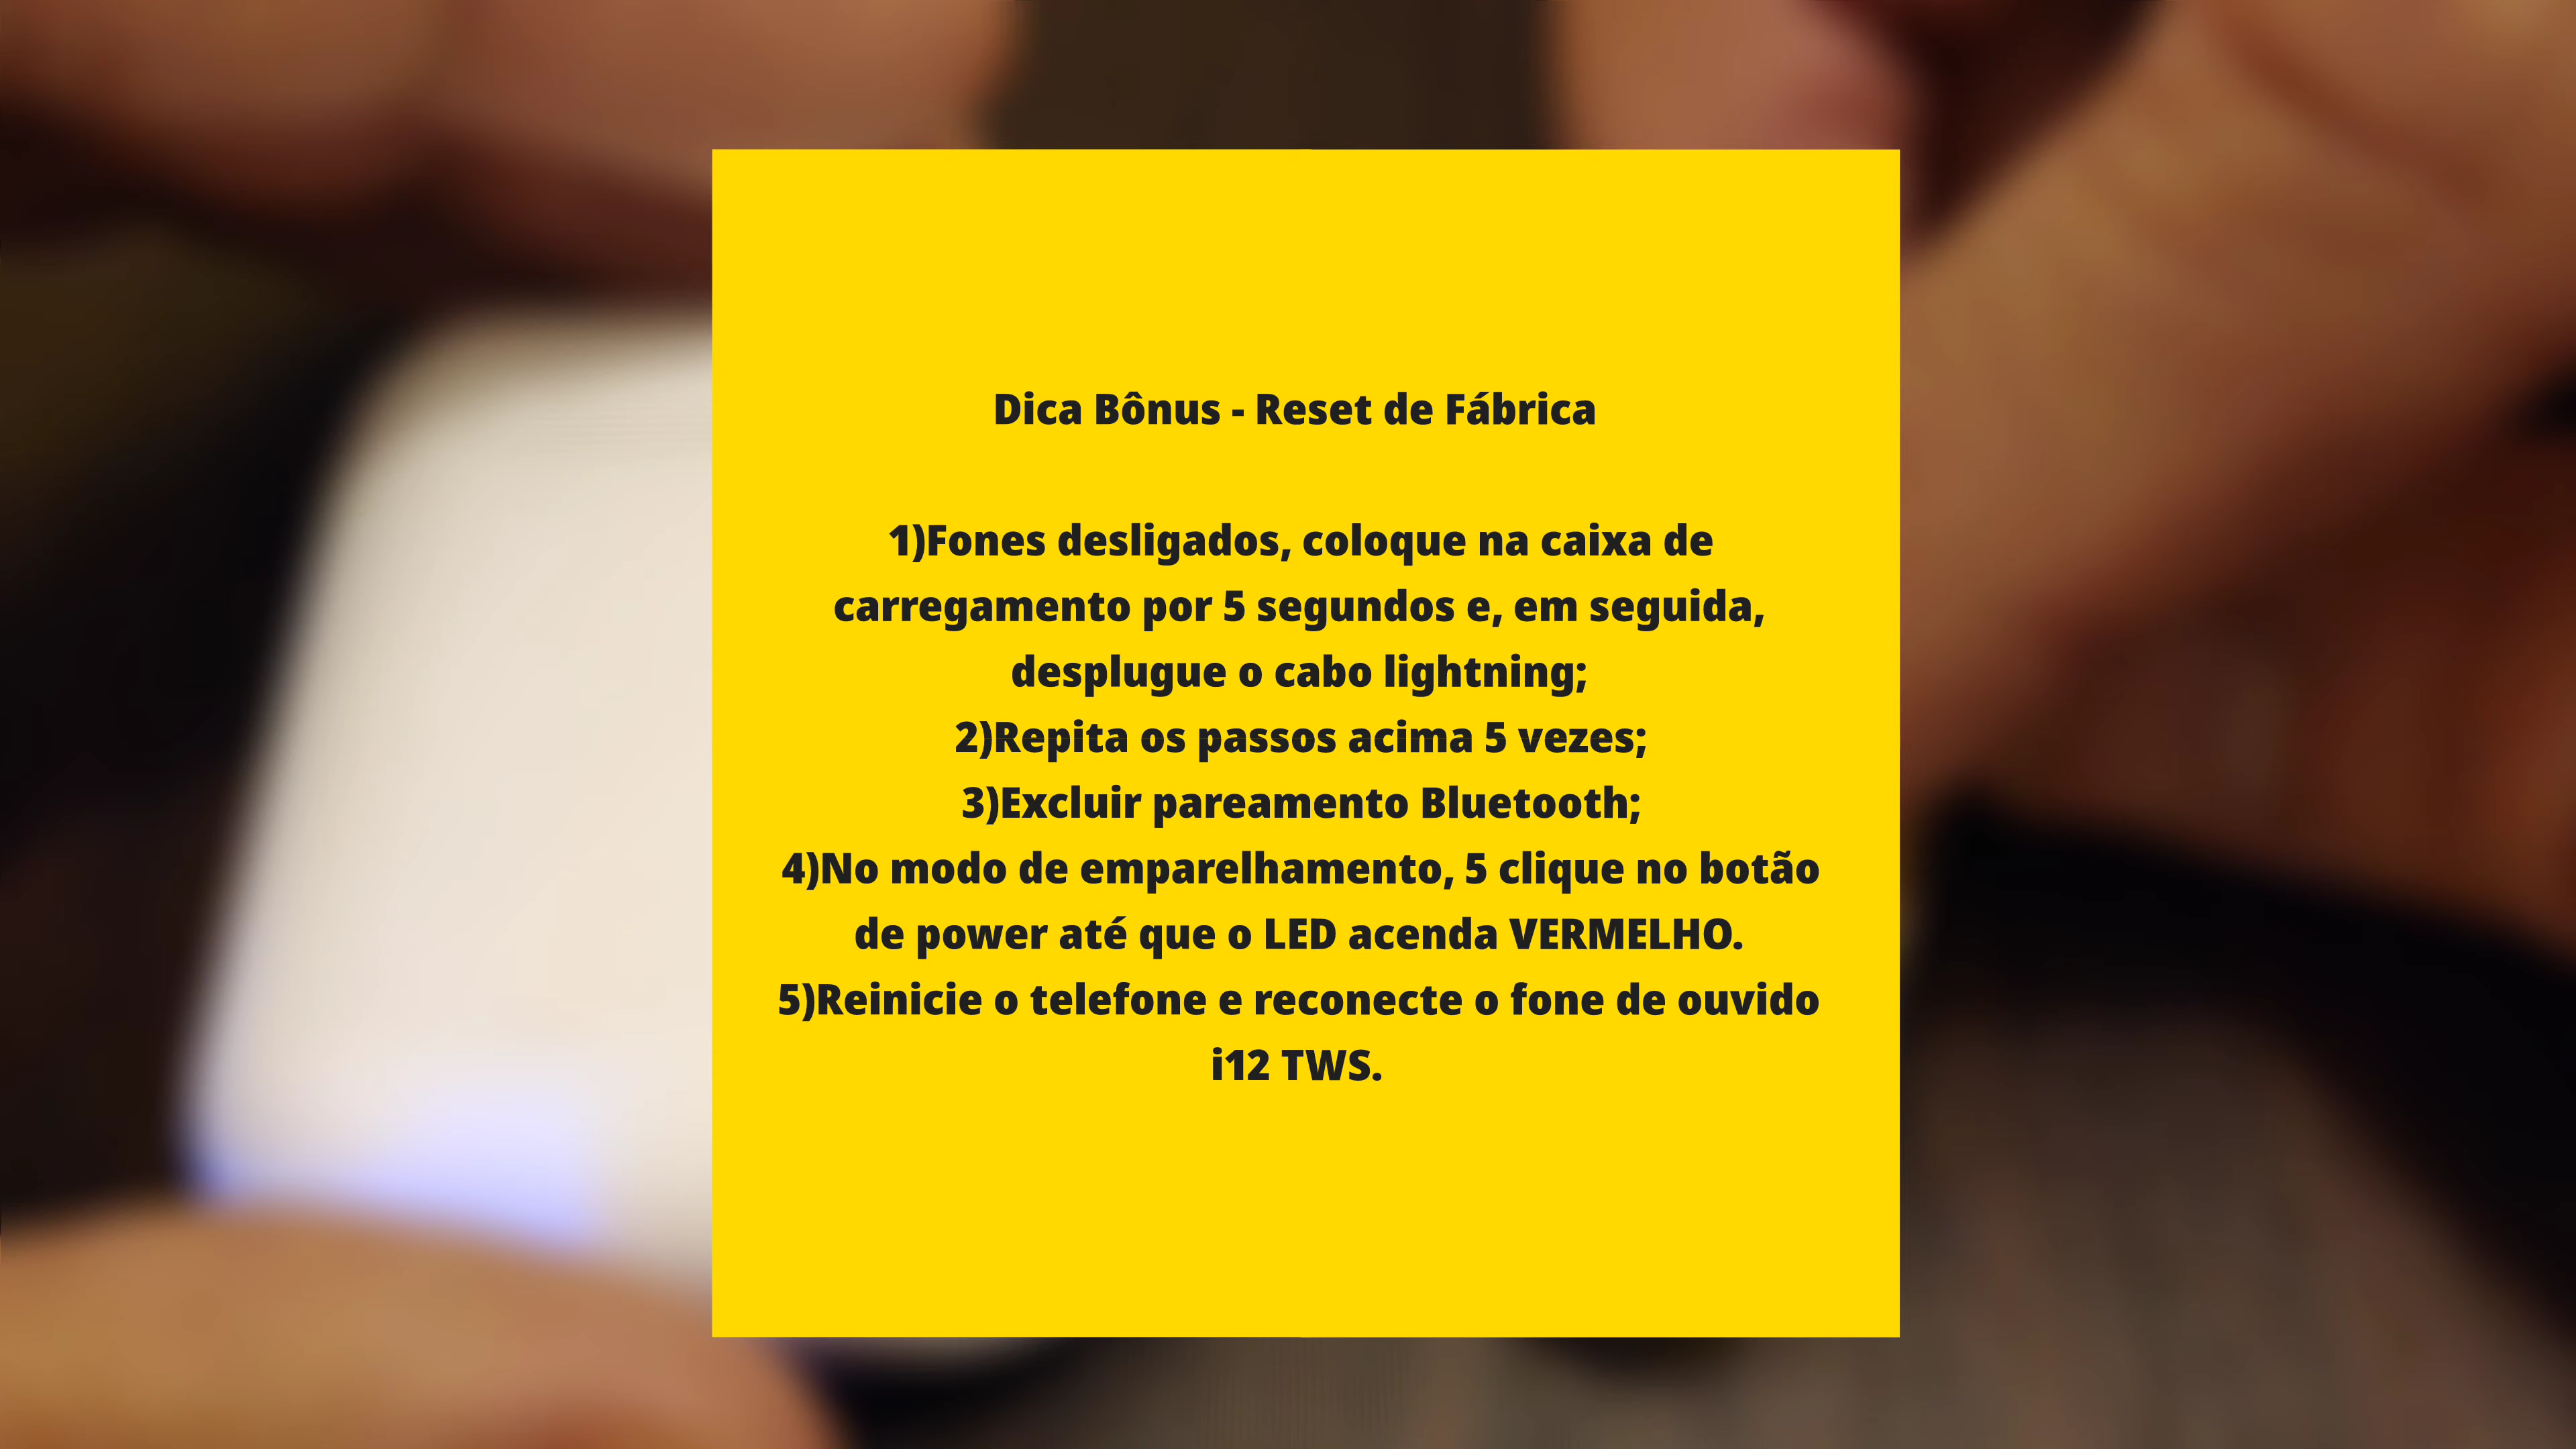 Dica Bônus - Reset de Fábrica
1)Fones desligados, coloque na caixa de
carregamento por 5 segundos e, em seguida,
desplugue o cabo lightning;
2)Repita os passos acima 5 vezes;
3)Excluir pareamento Bluetooth;
4)No modo de emparelhamento, 5 clique no botão
de power até que o LED acenda VERMELHO.
5)Reinicie o telefone e reconecte o fone de ouvido
i12 TWS.